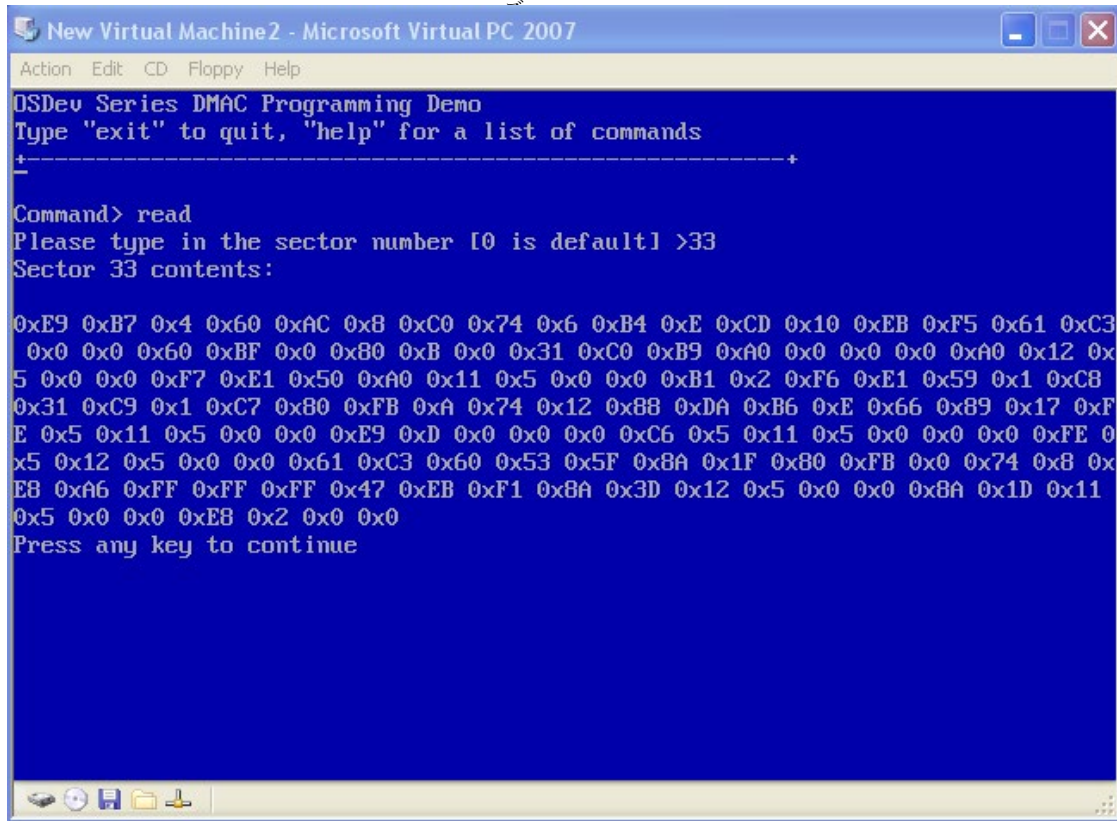 New Virtual Machine2 - Microsoft Virtual PC 2007
Action Edit CD Floppy Help
OSDev Series DMAC Programming Demo
Type "exit" to quit, "help" for a list of commands
+-------------------------------------------------------+
_
Command> read
Please type in the sector number [0 is default] >33
Sector 33 contents:
0xE9 0xB7 0x4 0x60 0xAC 0x8 0xC0 0x74 0x6 0xB4 0xE 0xCD 0x10 0xEB 0xF5 0x61 0xC3
0x0 0x0 0x60 0xBF 0x0 0x80 0xB 0x0 0x31 0xC0 0xB9 0xA0 0x0 0x0 0x0 0xA0 0x12 0x
5 0x0 0x0 0xF7 0xE1 0x50 0xA0 0x11 0x5 0x0 0x0 0xB1 0x2 0xF6 0xE1 0x59 0x1 0xC8
0x31 0xC9 0x1 0xC7 0x80 0xFB 0xA 0x74 0x12 0x88 0xDA 0xB6 0xE 0x66 0x89 0x17 0xF
E 0x5 0x11 0x5 0x0 0x0 0xE9 0xD 0x0 0x0 0x0 0xC6 0x5 0x11 0x5 0x0 0x0 0x0 0xFE 0
x5 0x12 0x5 0x0 0x0 0x61 0xC3 0x60 0x53 0x5F 0x8A 0x1F 0x80 0xFB 0x0 0x74 0x8 0x
E8 0xA6 0xFF 0xFF 0xFF 0x47 0xEB 0xF1 0x8A 0x3D 0x12 0x5 0x0 0x0 0x8A 0x1D 0x11
0x5 0x0 0x0 0xE8 0x2 0x0 0x0
Press any key to continue